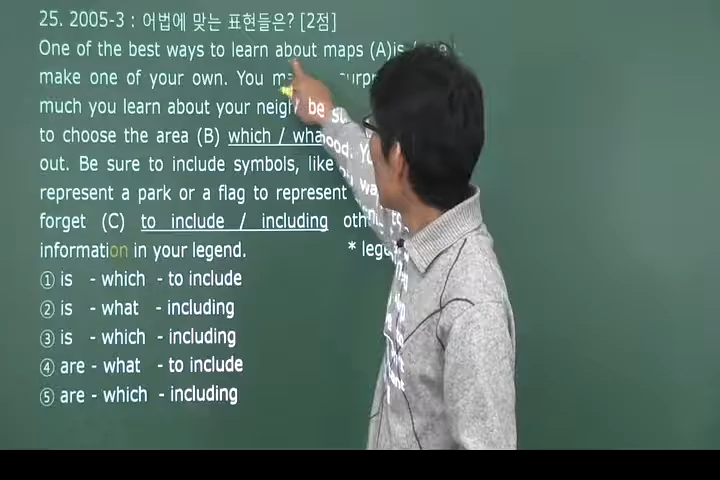 25. 2005-3 : 어법에 맞는 표현들은? [2점]
One of the best ways to learn about maps (A)is /
make one of your own. You
much you learn about your be
to choose the area (B) which /
out. Be sure to include symbols, like
represent a park or a flag to represent
forget (C) to include / including
information in your legend. *
① is - which - to include
② is - what - including
③ is - which - including
④ are - what - to include
⑤ are - which - including